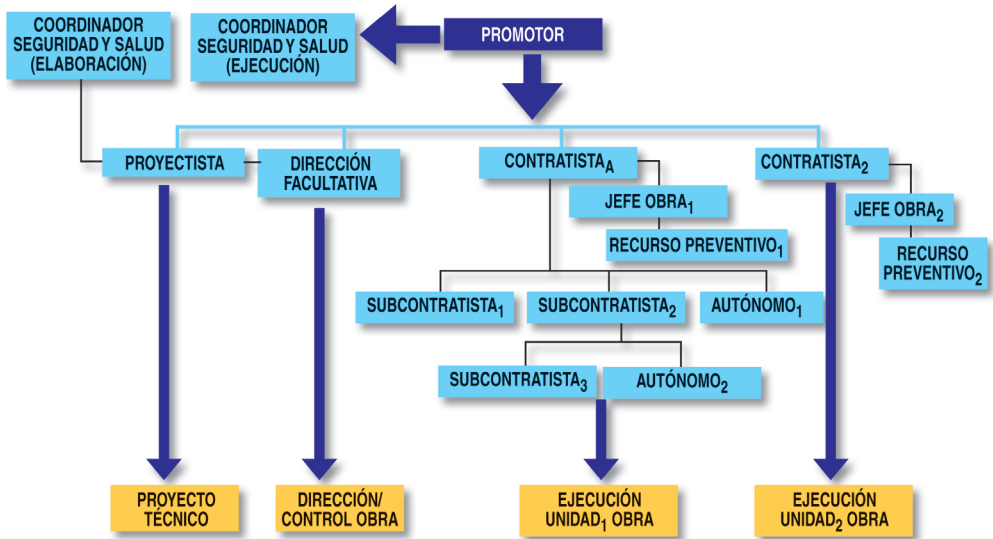 COORDINADOR
SEGURIDAD Y SALUD
(ELABORACIÓN)
COORDINADOR
SEGURIDAD Y SALUD
(EJECUCIÓN)
PROMOTOR
PROYECTISTA
DIRECCIÓN
FACULTATIVA
CONTRATISTA_A
CONTRATISTA₂
JEFE OBRA₁
JEFE OBRA₂
RECURSO PREVENTIVO₁
RECURSO
PREVENTIVO₂
SUBCONTRATISTA₁
SUBCONTRATISTA₂
AUTÓNOMO₁
SUBCONTRATISTA₃
AUTÓNOMO₂
PROYECTO
TÉCNICO
DIRECCIÓN/
CONTROL OBRA
EJECUCIÓN
UNIDAD₁ OBRA
EJECUCIÓN
UNIDAD₂ OBRA